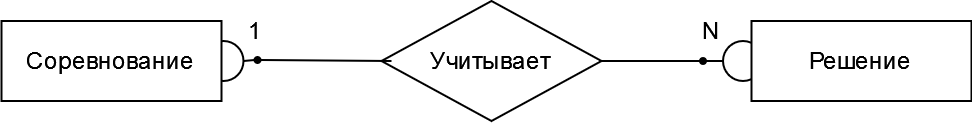 1
N
Соревнование
Учитывает
Решение